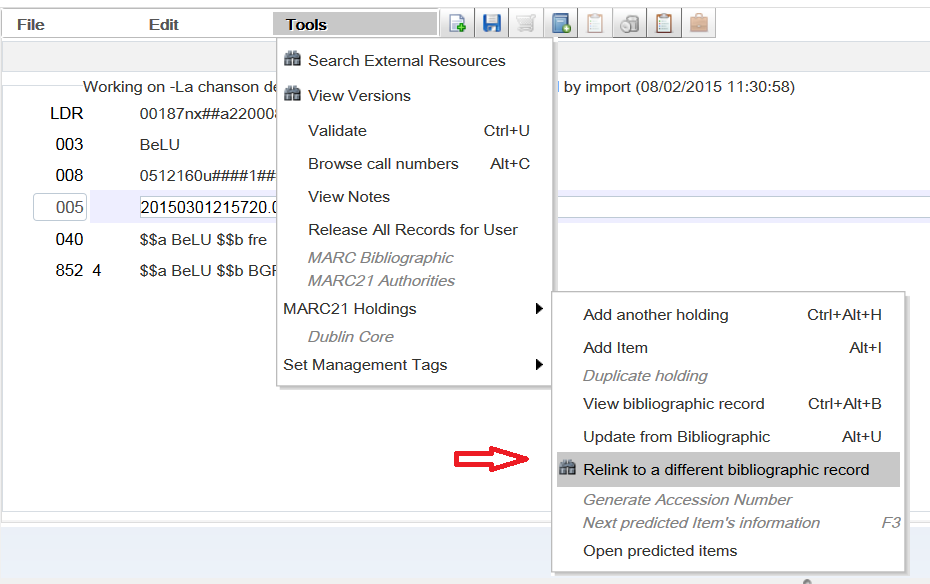 File Edit Tools
Search External Resources
Working on -La chanson de by import (08/02/2015 11:30:58)
View Versions
LDR 00187nx##a22000
Validate Ctrl+U
003 BeLU
Browse call numbers Alt+C
008 0512160u####1##
View Notes
005 20150301215720.0
Release All Records for User
040 $$a BeLU $$b fre
MARC Bibliographic
852 4 $$a BeLU $$b BGF
MARC21 Authorities
MARC21 Holdings
Dublin Core
Set Management Tags
Add another holding Ctrl+Alt+H
Add Item Alt+I
Duplicate holding
View bibliographic record Ctrl+Alt+B
Update from Bibliographic Alt+U
Relink to a different bibliographic record
Generate Accession Number
Next predicted Item's information F3
Open predicted items